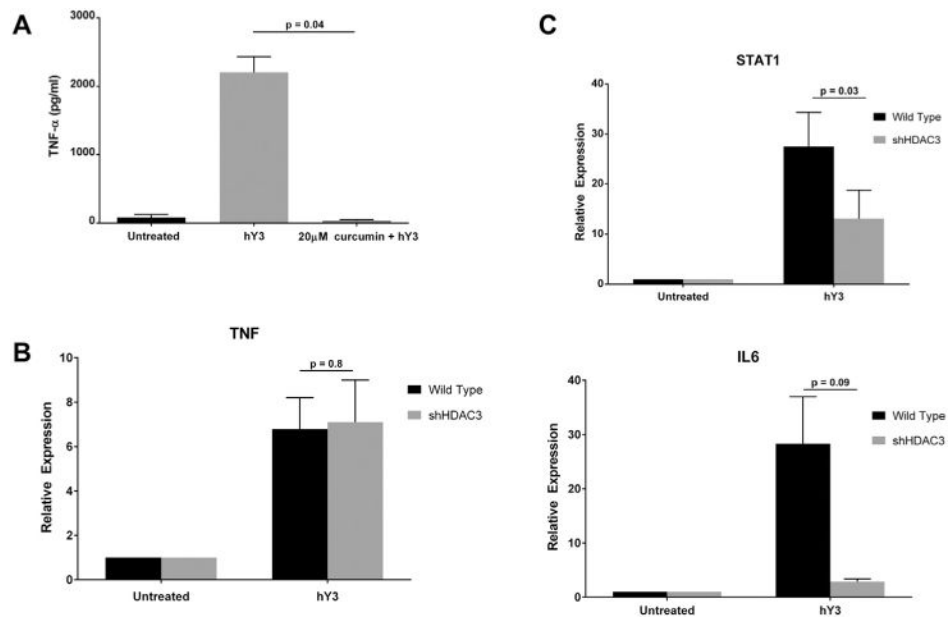 A
3000
2000
1000
0
TNF-α (pg/ml)
p = 0.04
Untreated
hY3
20μM curcumin + hY3
B
TNF
10
8
6
4
2
0
Relative Expression
p = 0.8
Wild Type
shHDAC3
Untreated
hY3
C
STAT1
40
30
20
10
0
Relative Expression
p = 0.03
Wild Type
shHDAC3
Untreated
hY3
IL6
40
30
20
10
0
Relative Expression
p = 0.09
Wild Type
shHDAC3
Untreated
hY3